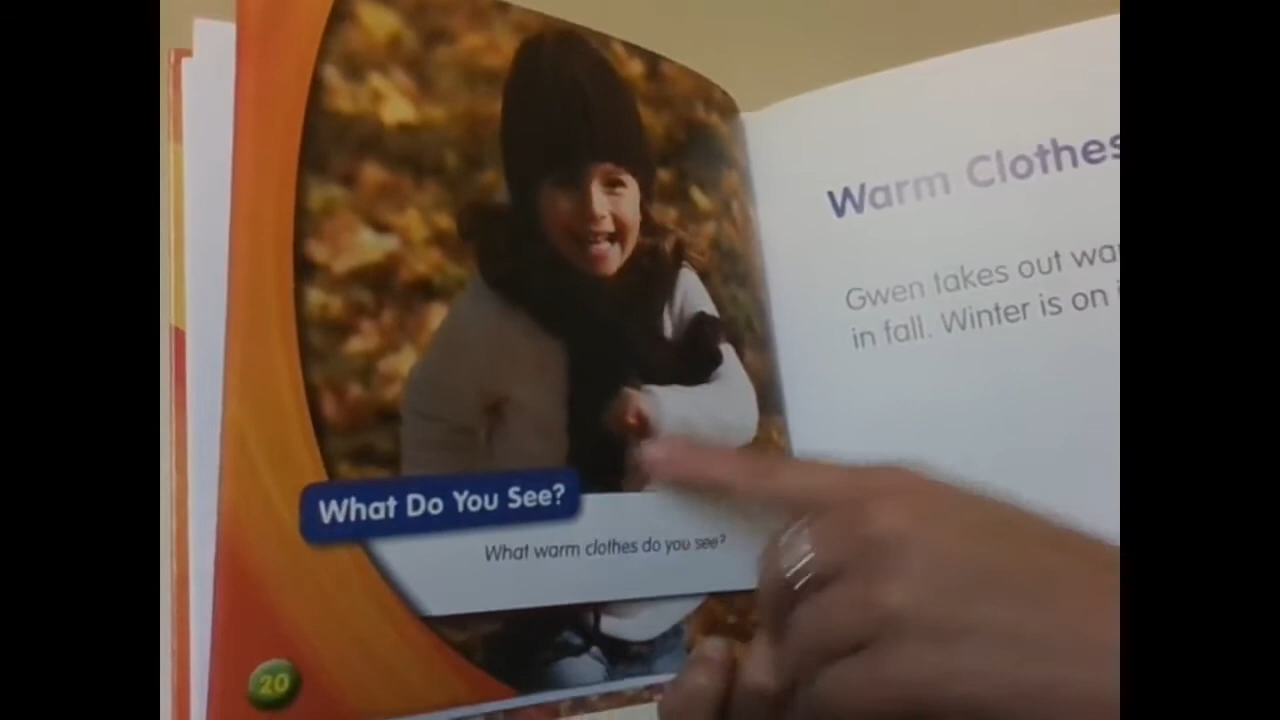 What Do You See?
What warm clothes do you see?
20
Warm Clothes
Gwen takes out
in fall. Winter is on